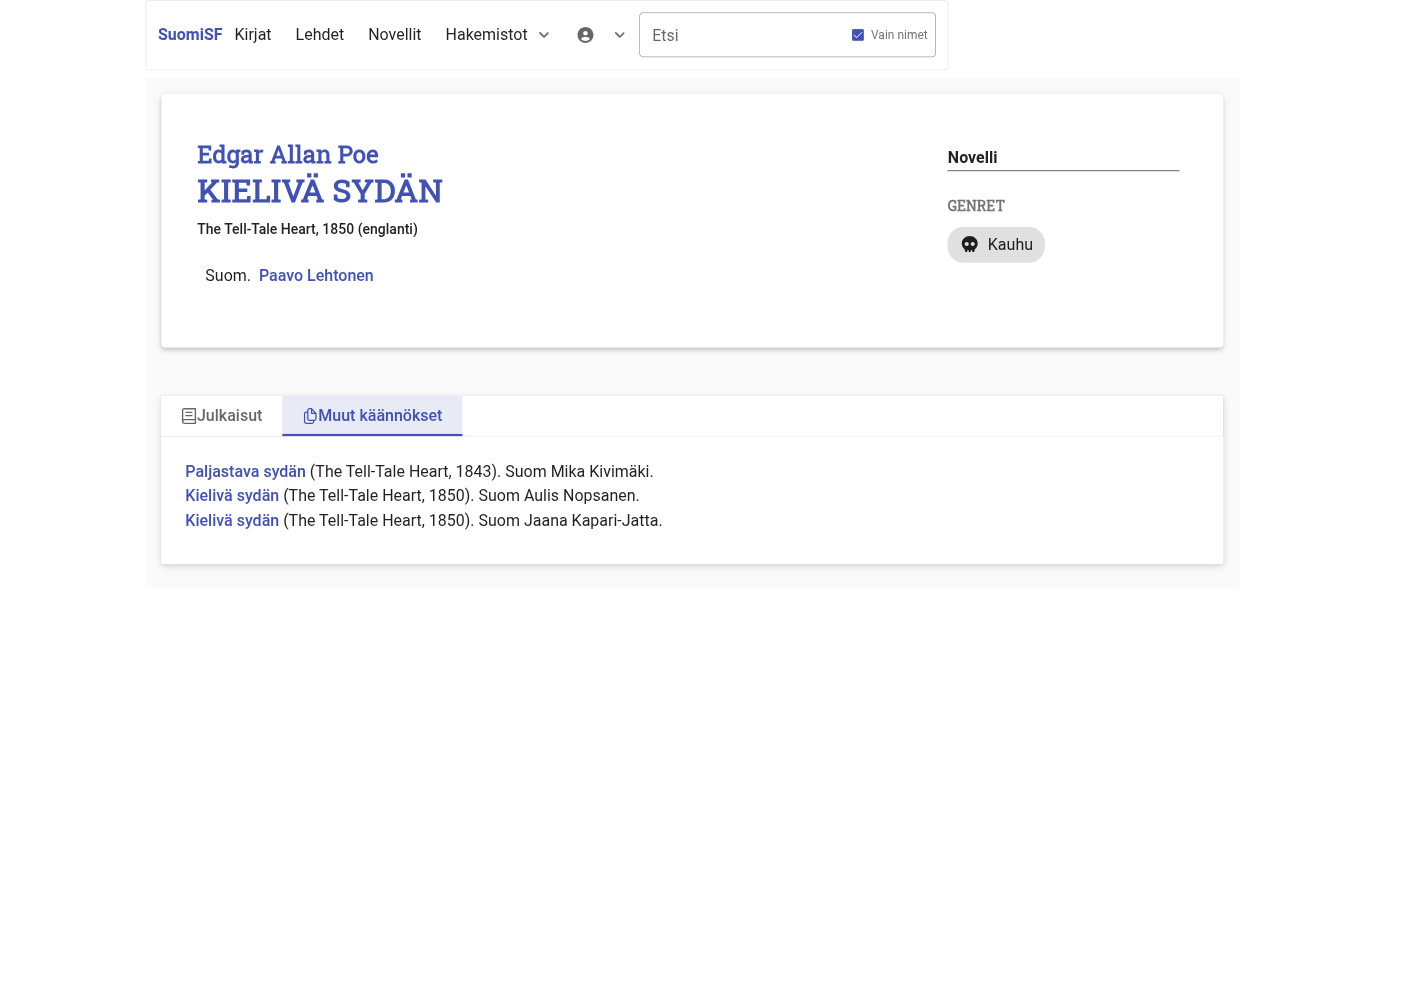 SuomiSF Kirjat Lehdet Novellit Hakemistot Etsi Vain nimet
Edgar Allan Poe
KIELIVÄ SYDÄN
The Tell-Tale Heart, 1850 (englanti)
Suom. Paavo Lehtonen
Novelli
GENRET
Kauhu
Julkaisut Muut käännökset
Paljastava sydän (The Tell-Tale Heart, 1843). Suom Mika Kivimäki.
Kielivä sydän (The Tell-Tale Heart, 1850). Suom Aulis Nopsanen.
Kielivä sydän (The Tell-Tale Heart, 1850). Suom Jaana Kapari-Jatta.